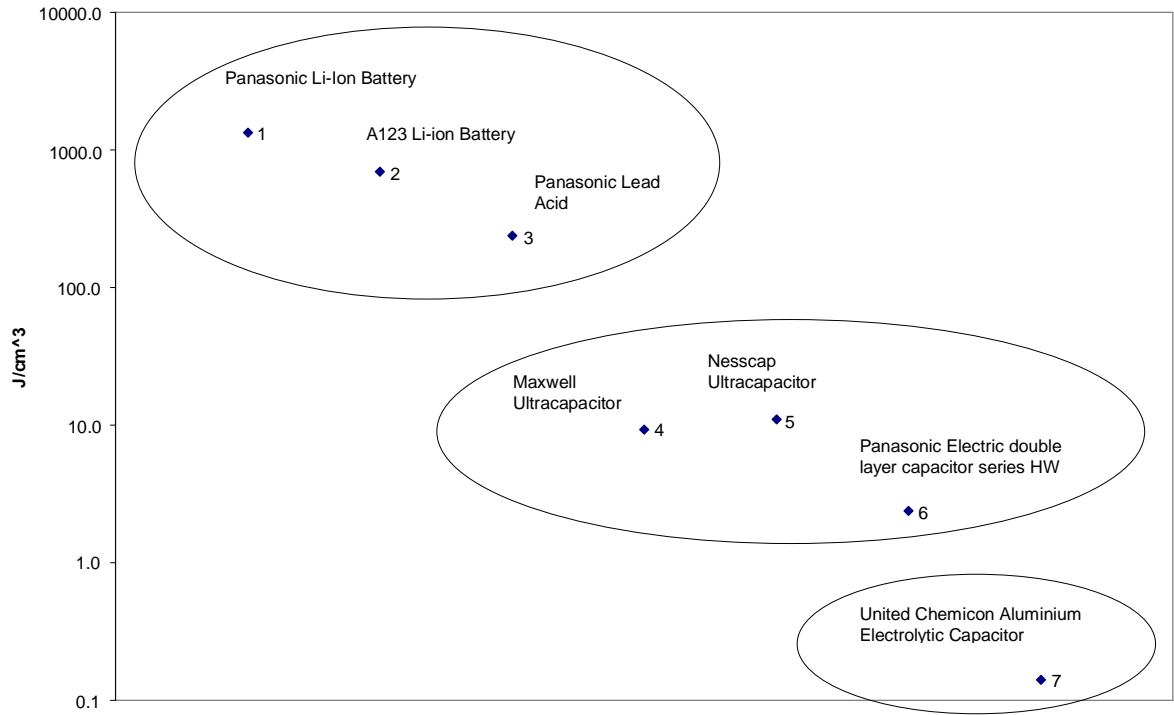 10000.0
Panasonic Li-Ion Battery
1
A123 Li-ion Battery
1000.0
2
Panasonic Lead
Acid
3
100.0
J/cm^3
Nesscap
Ultracapacitor
Maxwell
Ultracapacitor
10.0
4
5
Panasonic Electric double
layer capacitor series HW
6
1.0
United Chemicon Aluminium
Electrolytic Capacitor
7
0.1